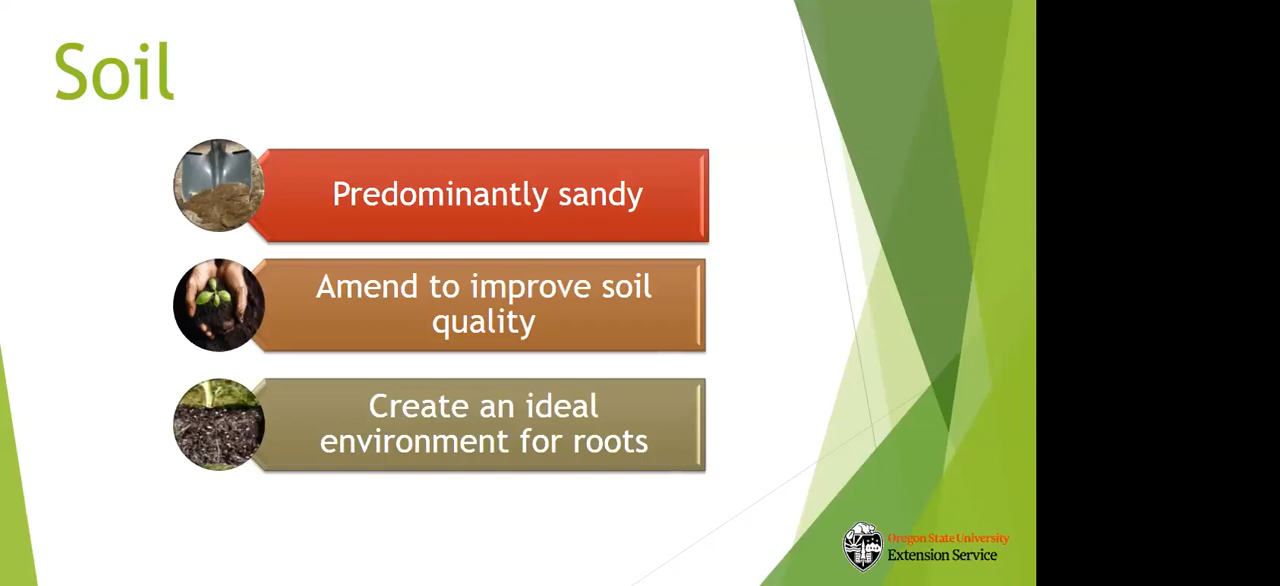 Soil
Predominantly sandy
Amend to improve soil
quality
Create an ideal
environment for roots
Oregon State University
Extension Service